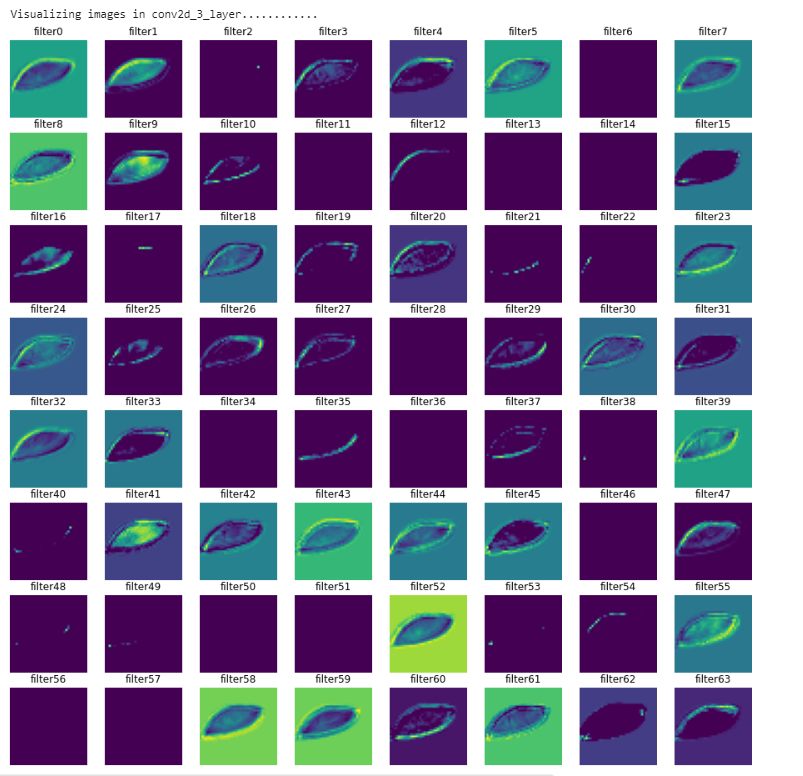 Visualizing images in conv2d_3_layer............
filter0 filter1 filter2 filter3 filter4 filter5 filter6 filter7
filter8 filter9 filter10 filter11 filter12 filter13 filter14 filter15
filter16 filter17 filter18 filter19 filter20 filter21 filter22 filter23
filter24 filter25 filter26 filter27 filter28 filter29 filter30 filter31
filter32 filter33 filter34 filter35 filter36 filter37 filter38 filter39
filter40 filter41 filter42 filter43 filter44 filter45 filter46 filter47
filter48 filter49 filter50 filter51 filter52 filter53 filter54 filter55
filter56 filter57 filter58 filter59 filter60 filter61 filter62 filter63